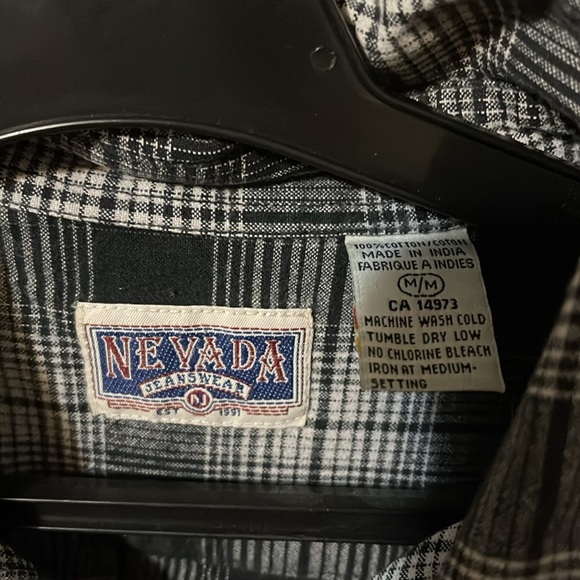 NEVADA
JEANSWEAR
N
EST 1991
100% COTTON/COTON
MADE IN INDIA
FABRIQUE A INDIES
M/M
CA 14973
MACHINE WASH COLD
TUMBLE DRY LOW
NO CHLORINE BLEACH
IRON AT MEDIUM-
SETTING